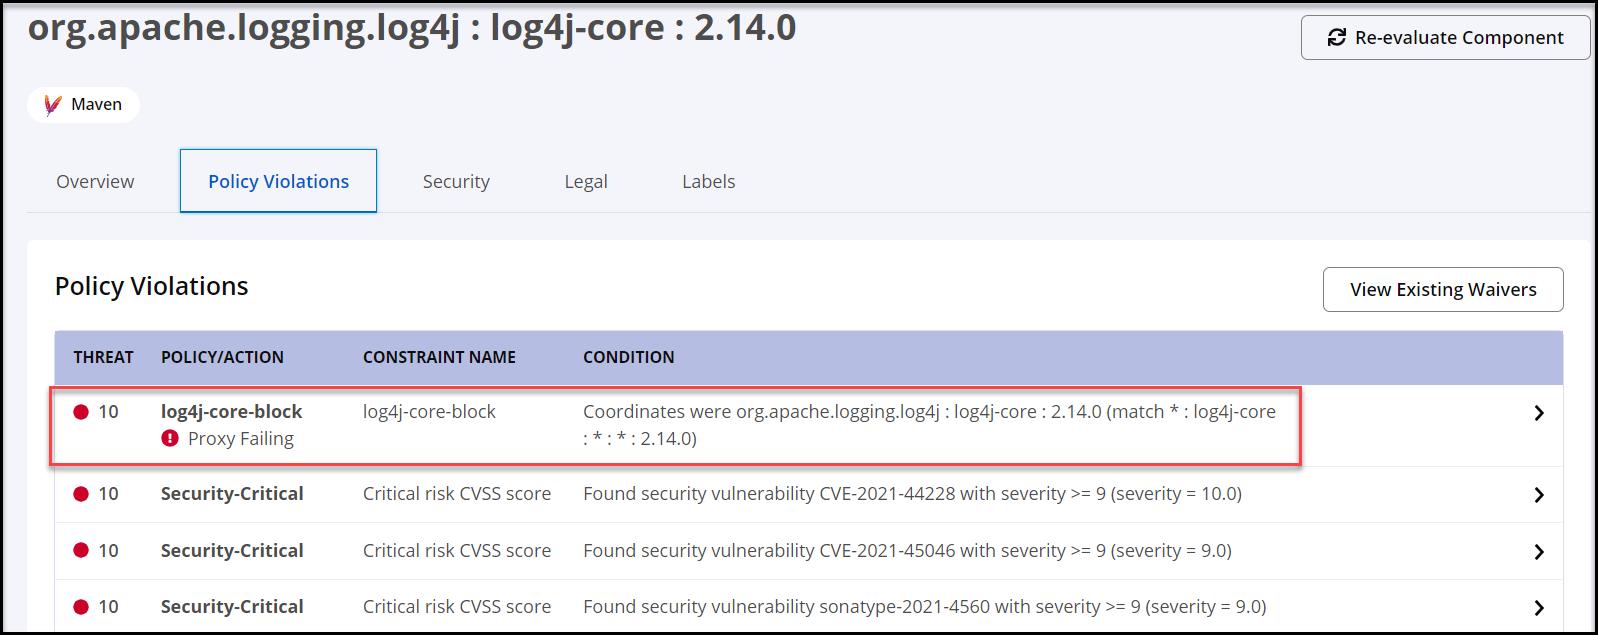 org.apache.logging.log4j : log4j-core : 2.14.0
Re-evaluate Component
Maven
Overview
Policy Violations
Security
Legal
Labels
Policy Violations
View Existing Waivers
THREAT POLICY/ACTION CONSTRAINT NAME CONDITION
10 log4j-core-block log4j-core-block Coordinates were org.apache.logging.log4j : log4j-core : 2.14.0 (match * : log4j-core
Proxy Failing : * : * : 2.14.0)
10 Security-Critical Critical risk CVSS score Found security vulnerability CVE-2021-44228 with severity >= 9 (severity = 10.0)
10 Security-Critical Critical risk CVSS score Found security vulnerability CVE-2021-45046 with severity >= 9 (severity = 9.0)
10 Security-Critical Critical risk CVSS score Found security vulnerability sonatype-2021-4560 with severity >= 9 (severity = 9.0)